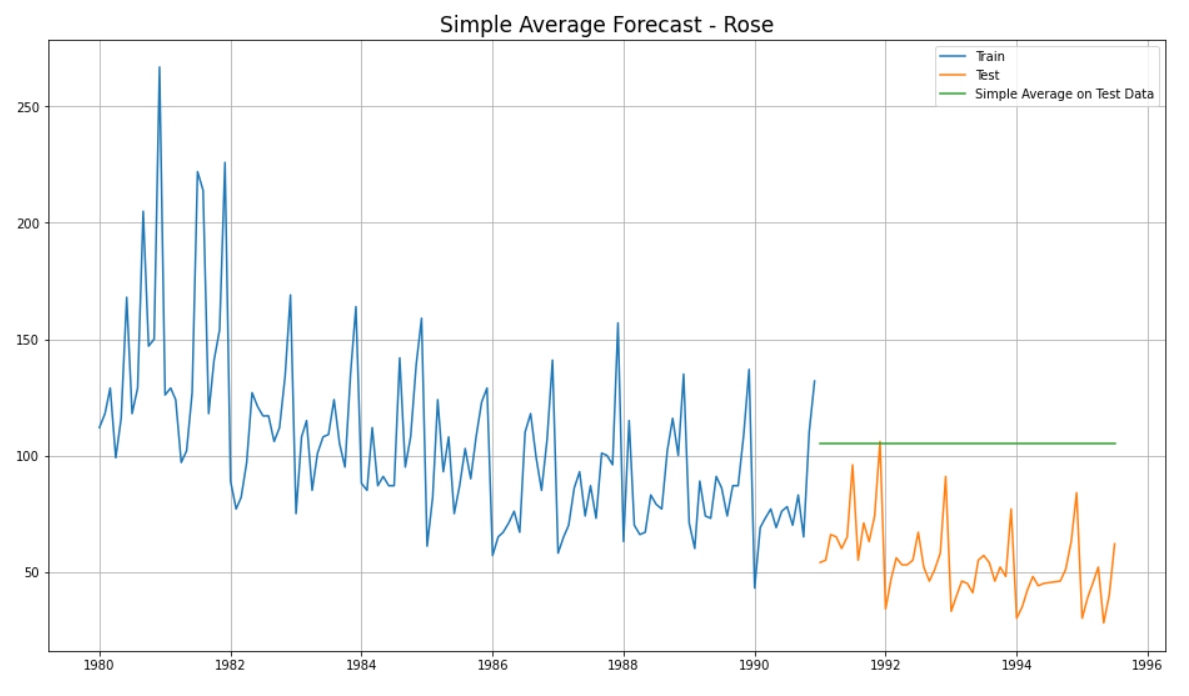 Simple Average Forecast - Rose
Train
Test
Simple Average on Test Data
250
200
150
100
50
1980 1982 1984 1986 1988 1990 1992 1994 1996